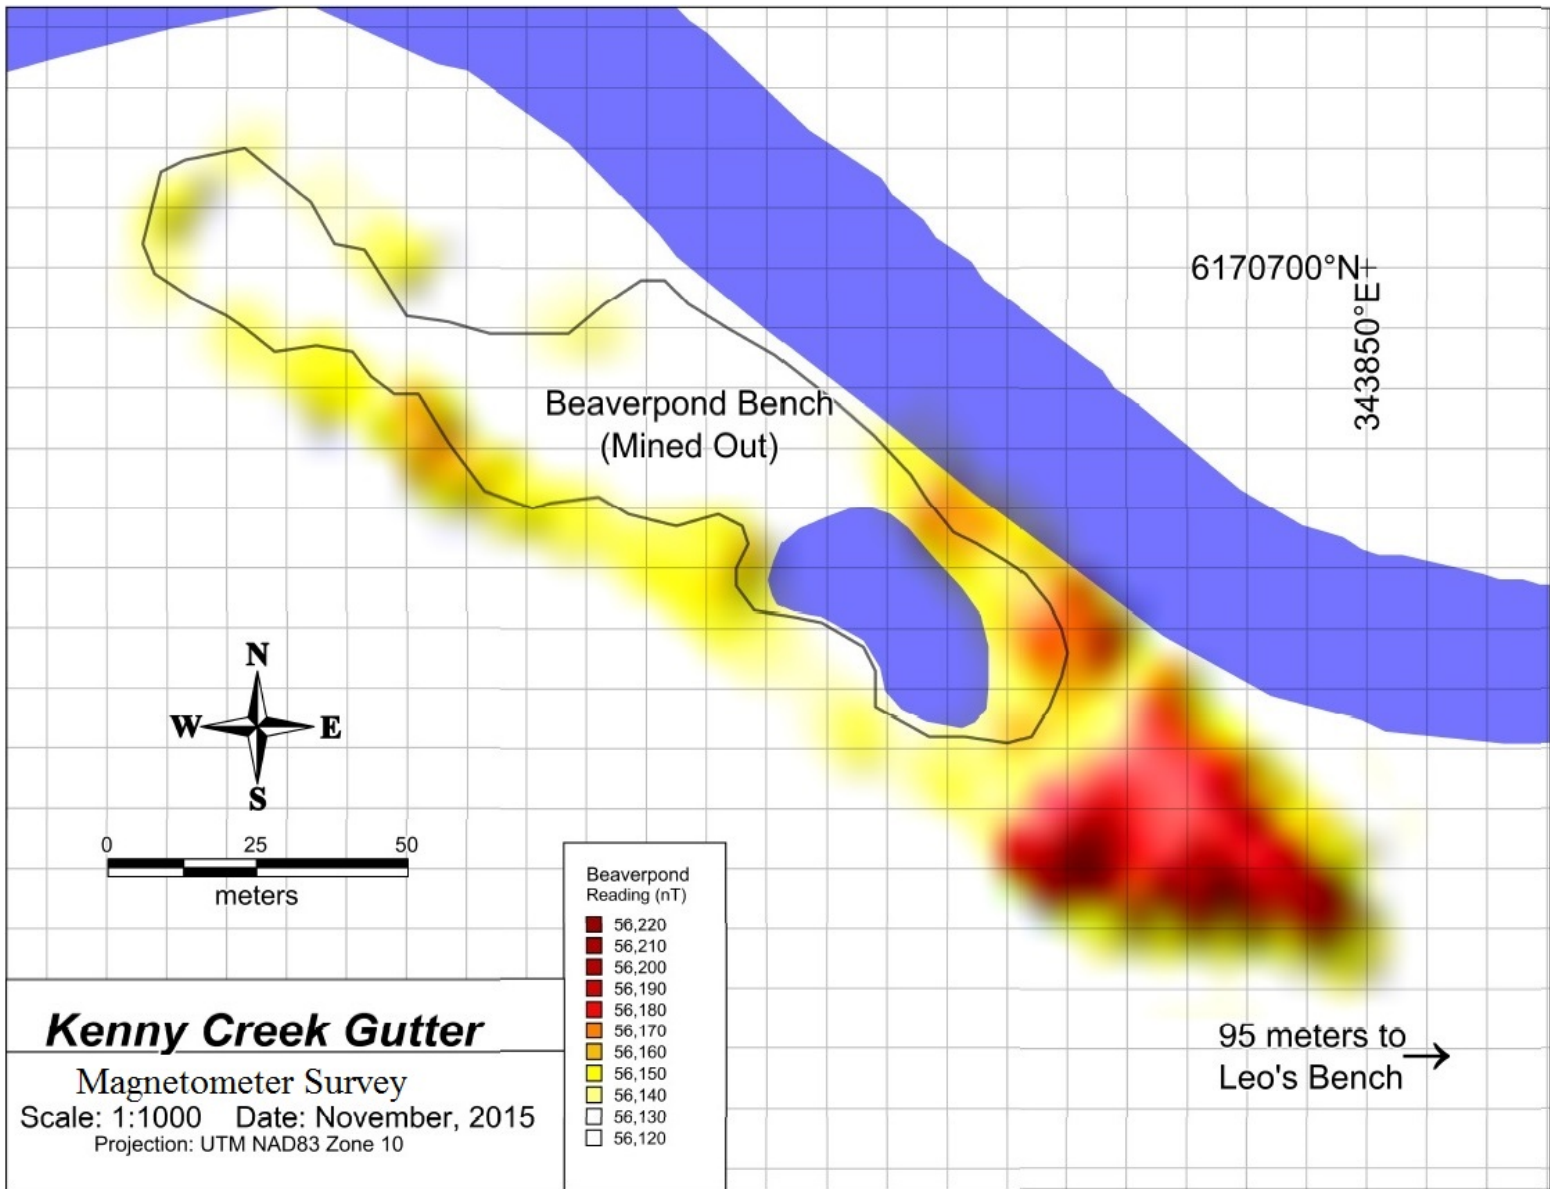 6170700°N+
343850°E+
Beaverpond Bench
(Mined Out)
N
W E
S
0 25 50
meters
Beaverpond
Reading (nT)
56,220
56,210
56,200
56,190
56,180
56,170
56,160
56,150
56,140
56,130
56,120
95 meters to →
Leo's Bench
Kenny Creek Gutter
Magnetometer Survey
Scale: 1:1000 Date: November, 2015
Projection: UTM NAD83 Zone 10